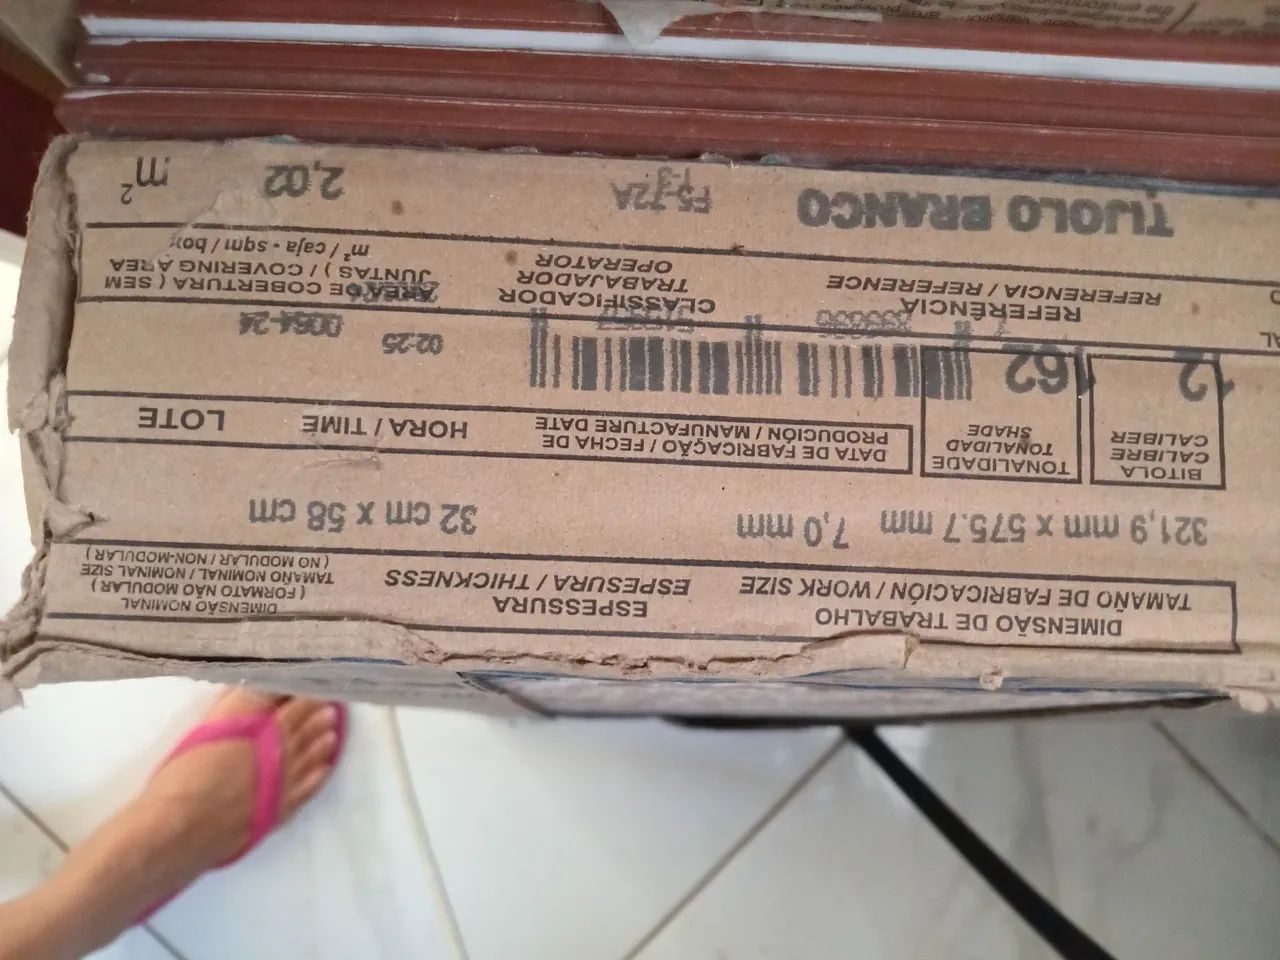 DIMENSÃO DE TRABALHO
TAMAÑO DE FABRICACIÓN / WORK SIZE
ESPESSURA
ESPESURA / THICKNESS
DIMENSÃO NOMINAL
( FORMATO NÃO MODULAR )
TAMAÑO NOMINAL / NOMINAL SIZE
( NO MODULAR / NON-MODULAR )
321,9 mm x 575.7 mm 7,0 mm 32 cm x 58 cm
BITOLA
CALIBRE
CALIBER
TONALIDADE
TONALIDAD
SHADE
DATA DE FABRICAÇÃO / FECHA DE
PRODUCIÓN / MANUFACTURE DATE
HORA / TIME
LOTE
12
162
02:25
0064-24
REFERÊNCIA
REFERENCIA / REFERENCE
CLASSIFICADOR
TRABAJADOR
OPERATOR
ÁREA DE COBERTURA ( SEM
JUNTAS ) / COVERING AREA
m² / caja - sqm / box
TIJOLO BRANCO
2,02
m²